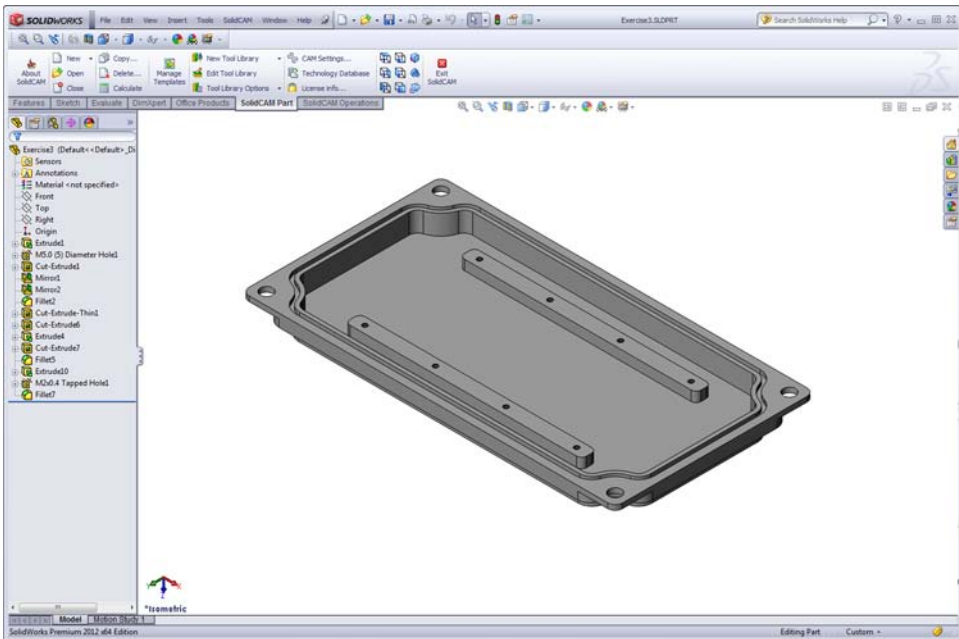 SOLIDWORKS File Edit View Insert Tools SolidCAM Window Help Exercise3.SLDPRT Search SolidWorks Help
About SolidCAM
New
Open
Close
Copy...
Delete...
Calculate
Manage Templates
New Tool Library
Edit Tool Library
Tool Library Options
CAM Settings...
Technology Database
License info...
Exit SolidCAM
Features Sketch Evaluate DimXpert Office Products SolidCAM Part SolidCAM Operations
Exercise3 (Default<<Default>_Di
Sensors
Annotations
Material <not specified>
Front
Top
Right
Origin
Extrude1
M5.0 (5) Diameter Hole1
Cut-Extrude1
Mirror1
Mirror2
Fillet2
Cut-Extrude-Thin1
Cut-Extrude6
Extrude4
Cut-Extrude7
Fillet5
Extrude10
M2x0.4 Tapped Hole1
Fillet7
*Isometric
Model Motion Study 1
SolidWorks Premium 2012 x64 Edition Editing Part Custom